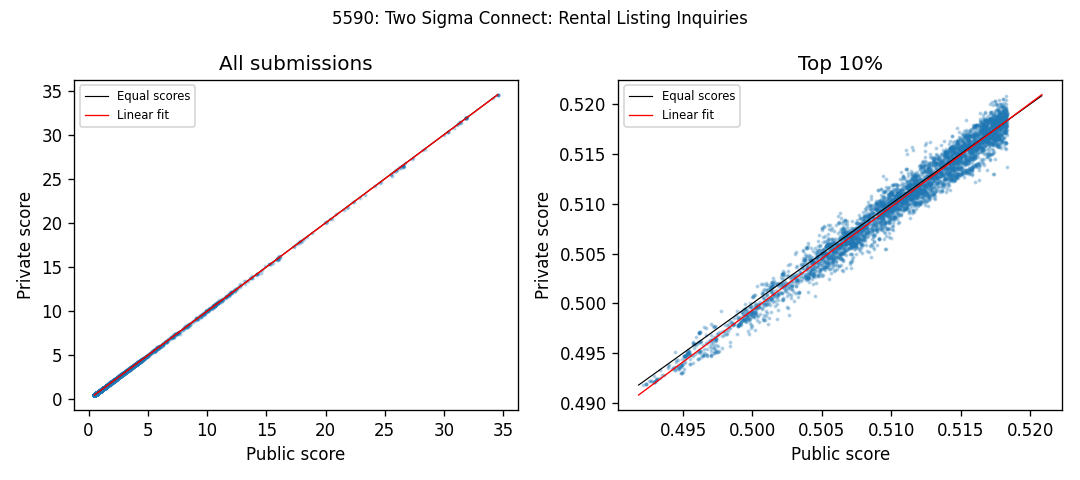 5590: Two Sigma Connect: Rental Listing Inquiries
All submissions
Equal scores
Linear fit
Private score
35
30
25
20
15
10
5
0
0 5 10 15 20 25 30 35
Public score
Top 10%
Equal scores
Linear fit
Private score
0.520
0.515
0.510
0.505
0.500
0.495
0.490
0.495 0.500 0.505 0.510 0.515 0.520
Public score